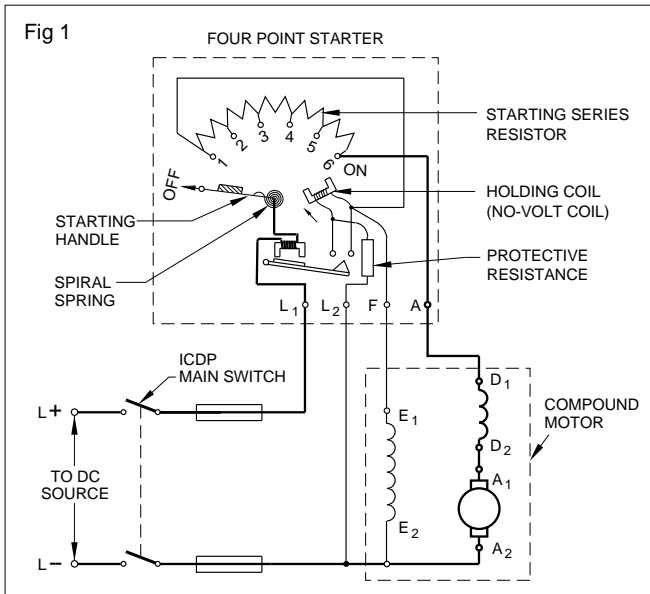 Fig 1
FOUR POINT STARTER
STARTING SERIES
RESISTOR
1
2
3
4
5
6
ON
OFF
HOLDING COIL
(NO-VOLT COIL)
STARTING
HANDLE
PROTECTIVE
RESISTANCE
SPIRAL
SPRING
L1
L2
F
A
ICDP
MAIN SWITCH
D1
COMPOUND
MOTOR
L+
E1
D2
TO DC
SOURCE
A1
E2
A2
L-